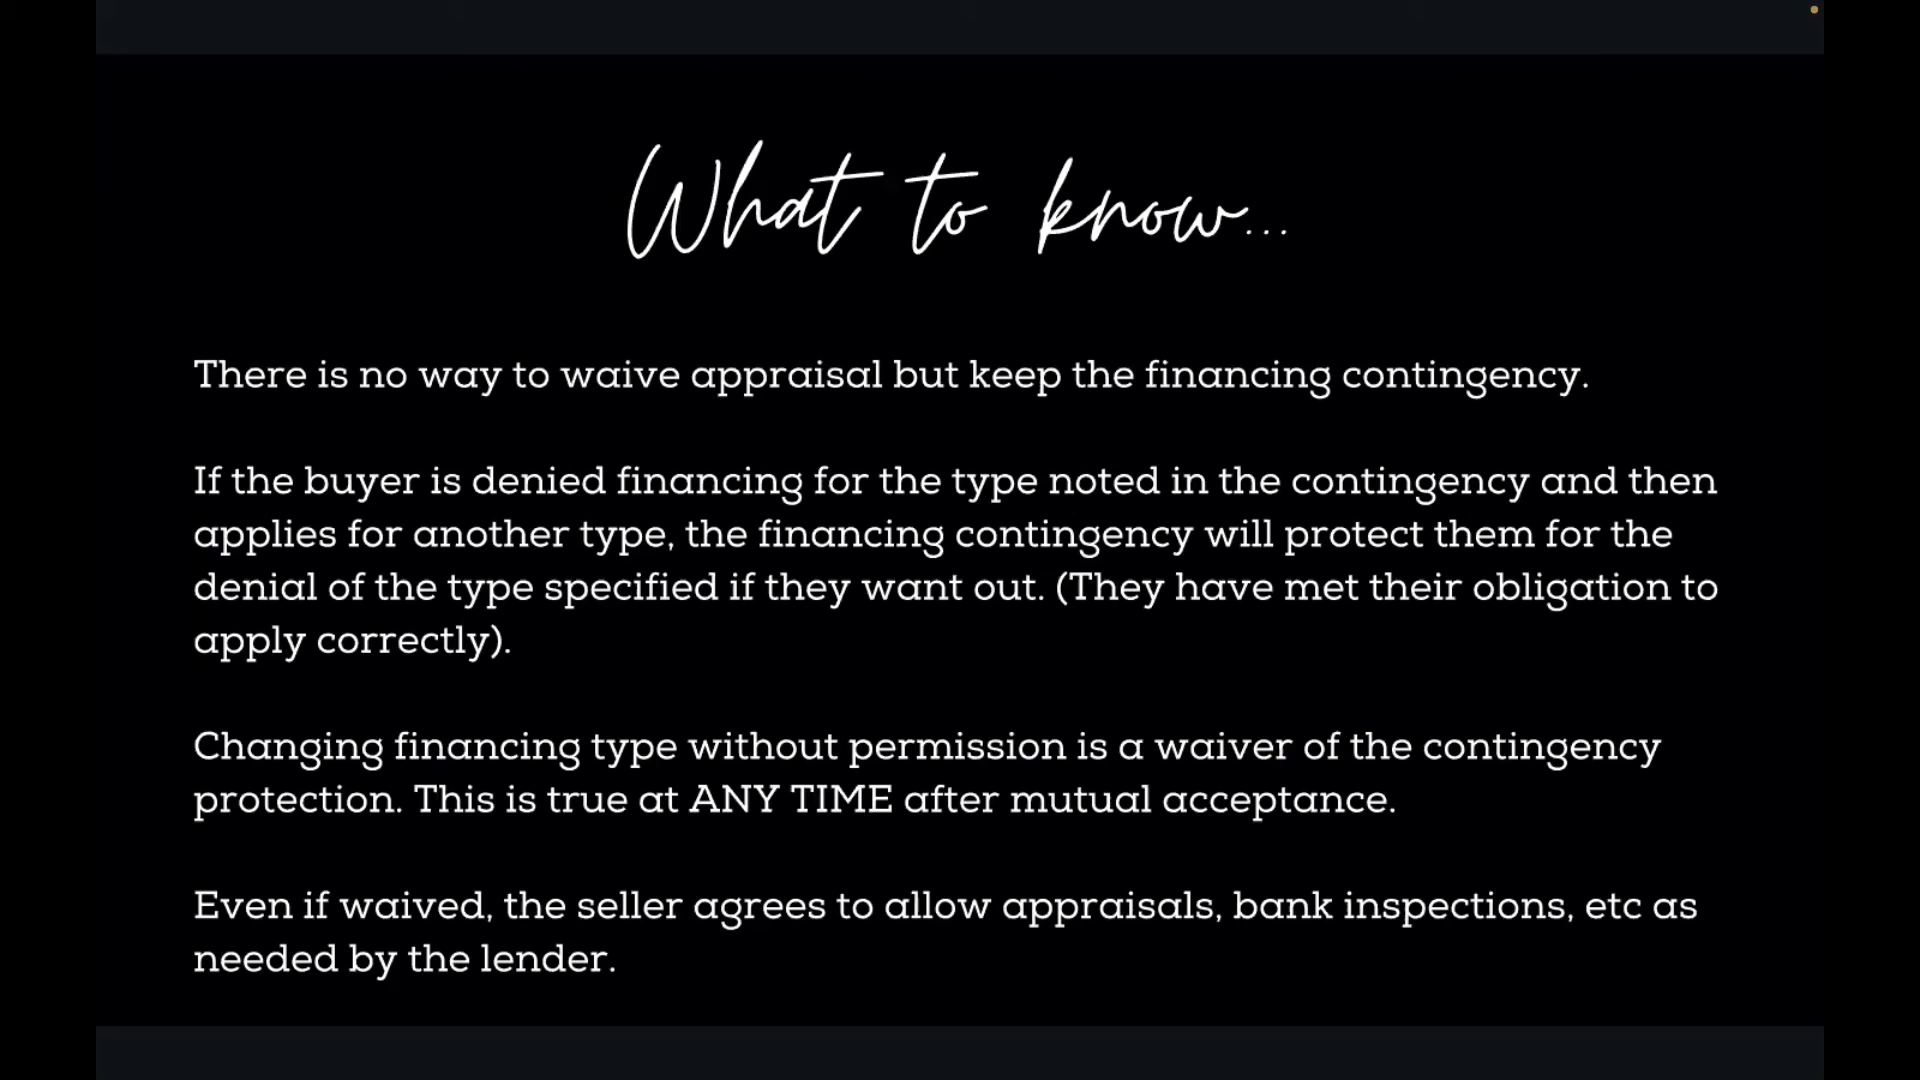 What to know...
There is no way to waive appraisal but keep the financing contingency.
If the buyer is denied financing for the type noted in the contingency and then
applies for another type, the financing contingency will protect them for the
denial of the type specified if they want out. (They have met their obligation to
apply correctly).
Changing financing type without permission is a waiver of the contingency
protection. This is true at ANY TIME after mutual acceptance.
Even if waived, the seller agrees to allow appraisals, bank inspections, etc as
needed by the lender.